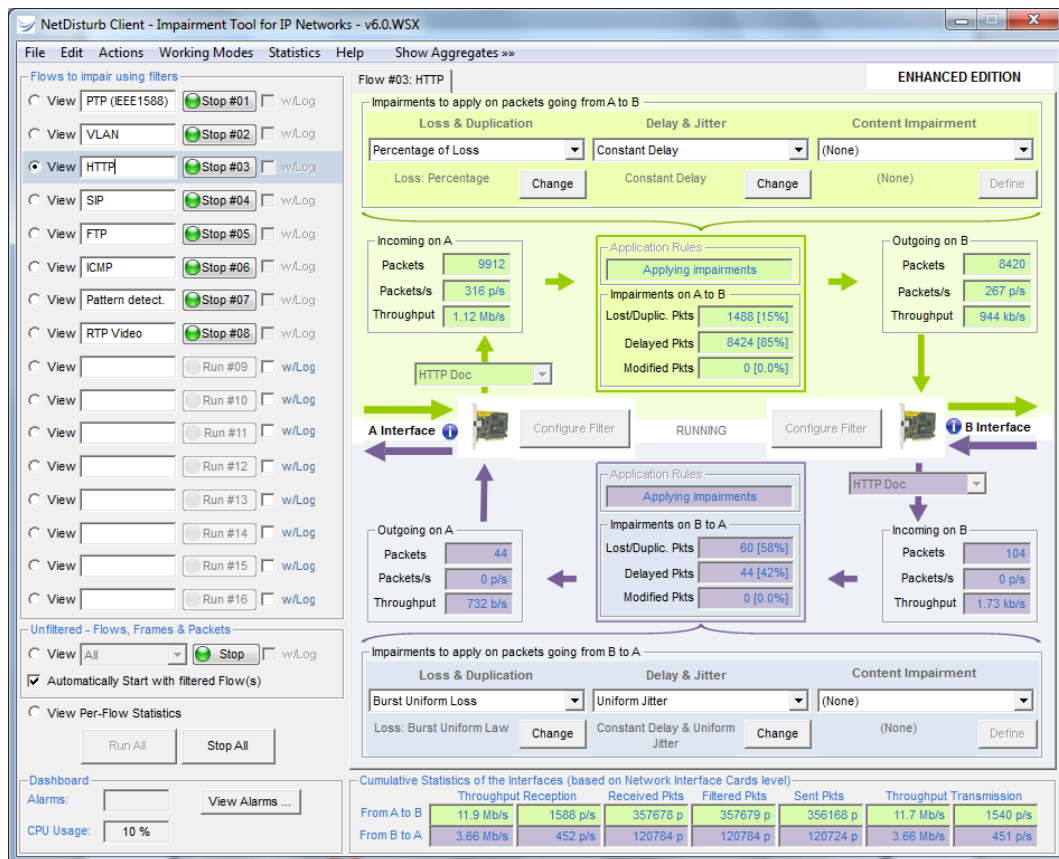 NetDisturb Client - Impairment Tool for IP Networks - v6.0.WSX
File Edit Actions Working Modes Statistics Help Show Aggregates »»
Flows to impair using filters
View PTP (IEEE1588) Stop #01 w/Log
View VLAN Stop #02 w/Log
View HTTP Stop #03 w/Log
View SIP Stop #04 w/Log
View FTP Stop #05 w/Log
View ICMP Stop #06 w/Log
View Pattern detect. Stop #07 w/Log
View RTP Video Stop #08 w/Log
View Run #09 w/Log
View Run #10 w/Log
View Run #11 w/Log
View Run #12 w/Log
View Run #13 w/Log
View Run #14 w/Log
View Run #15 w/Log
View Run #16 w/Log
Unfiltered - Flows, Frames & Packets
View All Stop w/Log
Automatically Start with filtered Flow(s)
View Per-Flow Statistics
Run All Stop All
Dashboard
Alarms: View Alarms ...
CPU Usage: 10 %
Flow #03: HTTP
ENHANCED EDITION
Impairments to apply on packets going from A to B
Loss & Duplication Delay & Jitter Content Impairment
Percentage of Loss Constant Delay (None)
Loss: Percentage Change Constant Delay Change (None) Define
Incoming on A
Packets 9912
Packets/s 316 p/s
Throughput 1.12 Mb/s
HTTP Doc
Application Rules
Applying impairments
Impairments on A to B
Lost/Duplic. Pkts 1488 [15%]
Delayed Pkts 8424 [85%]
Modified Pkts 0 [0.0%]
Outgoing on B
Packets 8420
Packets/s 267 p/s
Throughput 944 kb/s
A Interface Configure Filter RUNNING Configure Filter B Interface
HTTP Doc
Outgoing on A
Packets 44
Packets/s 0 p/s
Throughput 732 b/s
Application Rules
Applying impairments
Impairments on B to A
Lost/Duplic. Pkts 60 [58%]
Delayed Pkts 44 [42%]
Modified Pkts 0 [0.0%]
Incoming on B
Packets 104
Packets/s 0 p/s
Throughput 1.73 kb/s
Impairments to apply on packets going from B to A
Loss & Duplication Delay & Jitter Content Impairment
Burst Uniform Loss Uniform Jitter (None)
Loss: Burst Uniform Law Change Constant Delay & Uniform Jitter Change (None) Define
Cumulative Statistics of the Interfaces (based on Network Interface Cards level)
Throughput Reception Received Pkts Filtered Pkts Sent Pkts Throughput Transmission
From A to B 11.9 Mb/s 1588 p/s 357678 p 357679 p 356168 p 11.7 Mb/s 1540 p/s
From B to A 3.66 Mb/s 452 p/s 120784 p 120784 p 120724 p 3.66 Mb/s 451 p/s